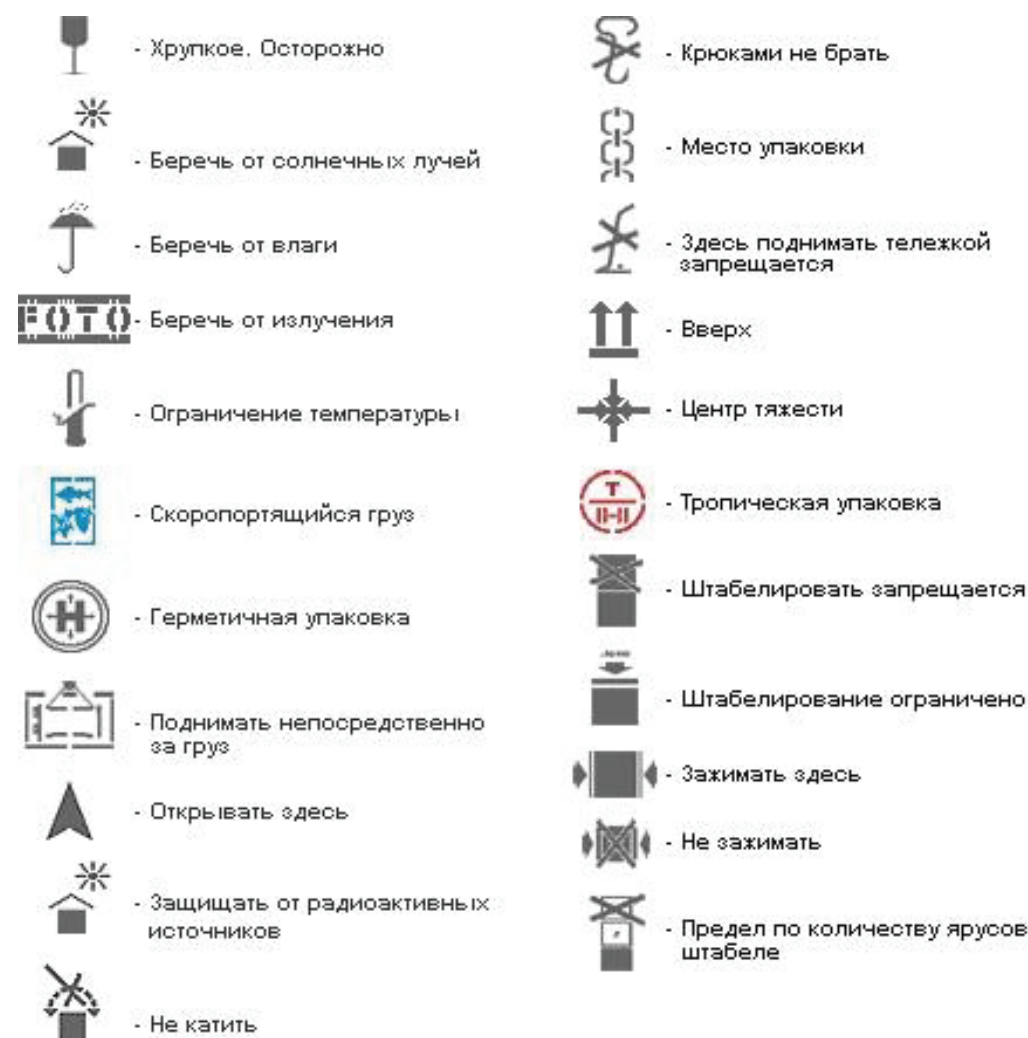 - Хрупкое. Осторожно
- Беречь от солнечных лучей
- Беречь от влаги
FOTO
- Беречь от излучения
- Ограничение температуры
- Скоропортящийся груз
H
- Герметичная упаковка
- Поднимать непосредственно
за груз
- Открывать здесь
- Защищать от радиоактивных
источников
- Не катить
- Крюками не брать
- Место упаковки
- Здесь поднимать тележкой
запрещается
- Вверх
- Центр тяжести
T
- Тропическая упаковка
- Штабелировать запрещается
- Штабелирование ограничено
- Зажимать здесь
- Не зажимать
- Предел по количеству ярусов
штабеле